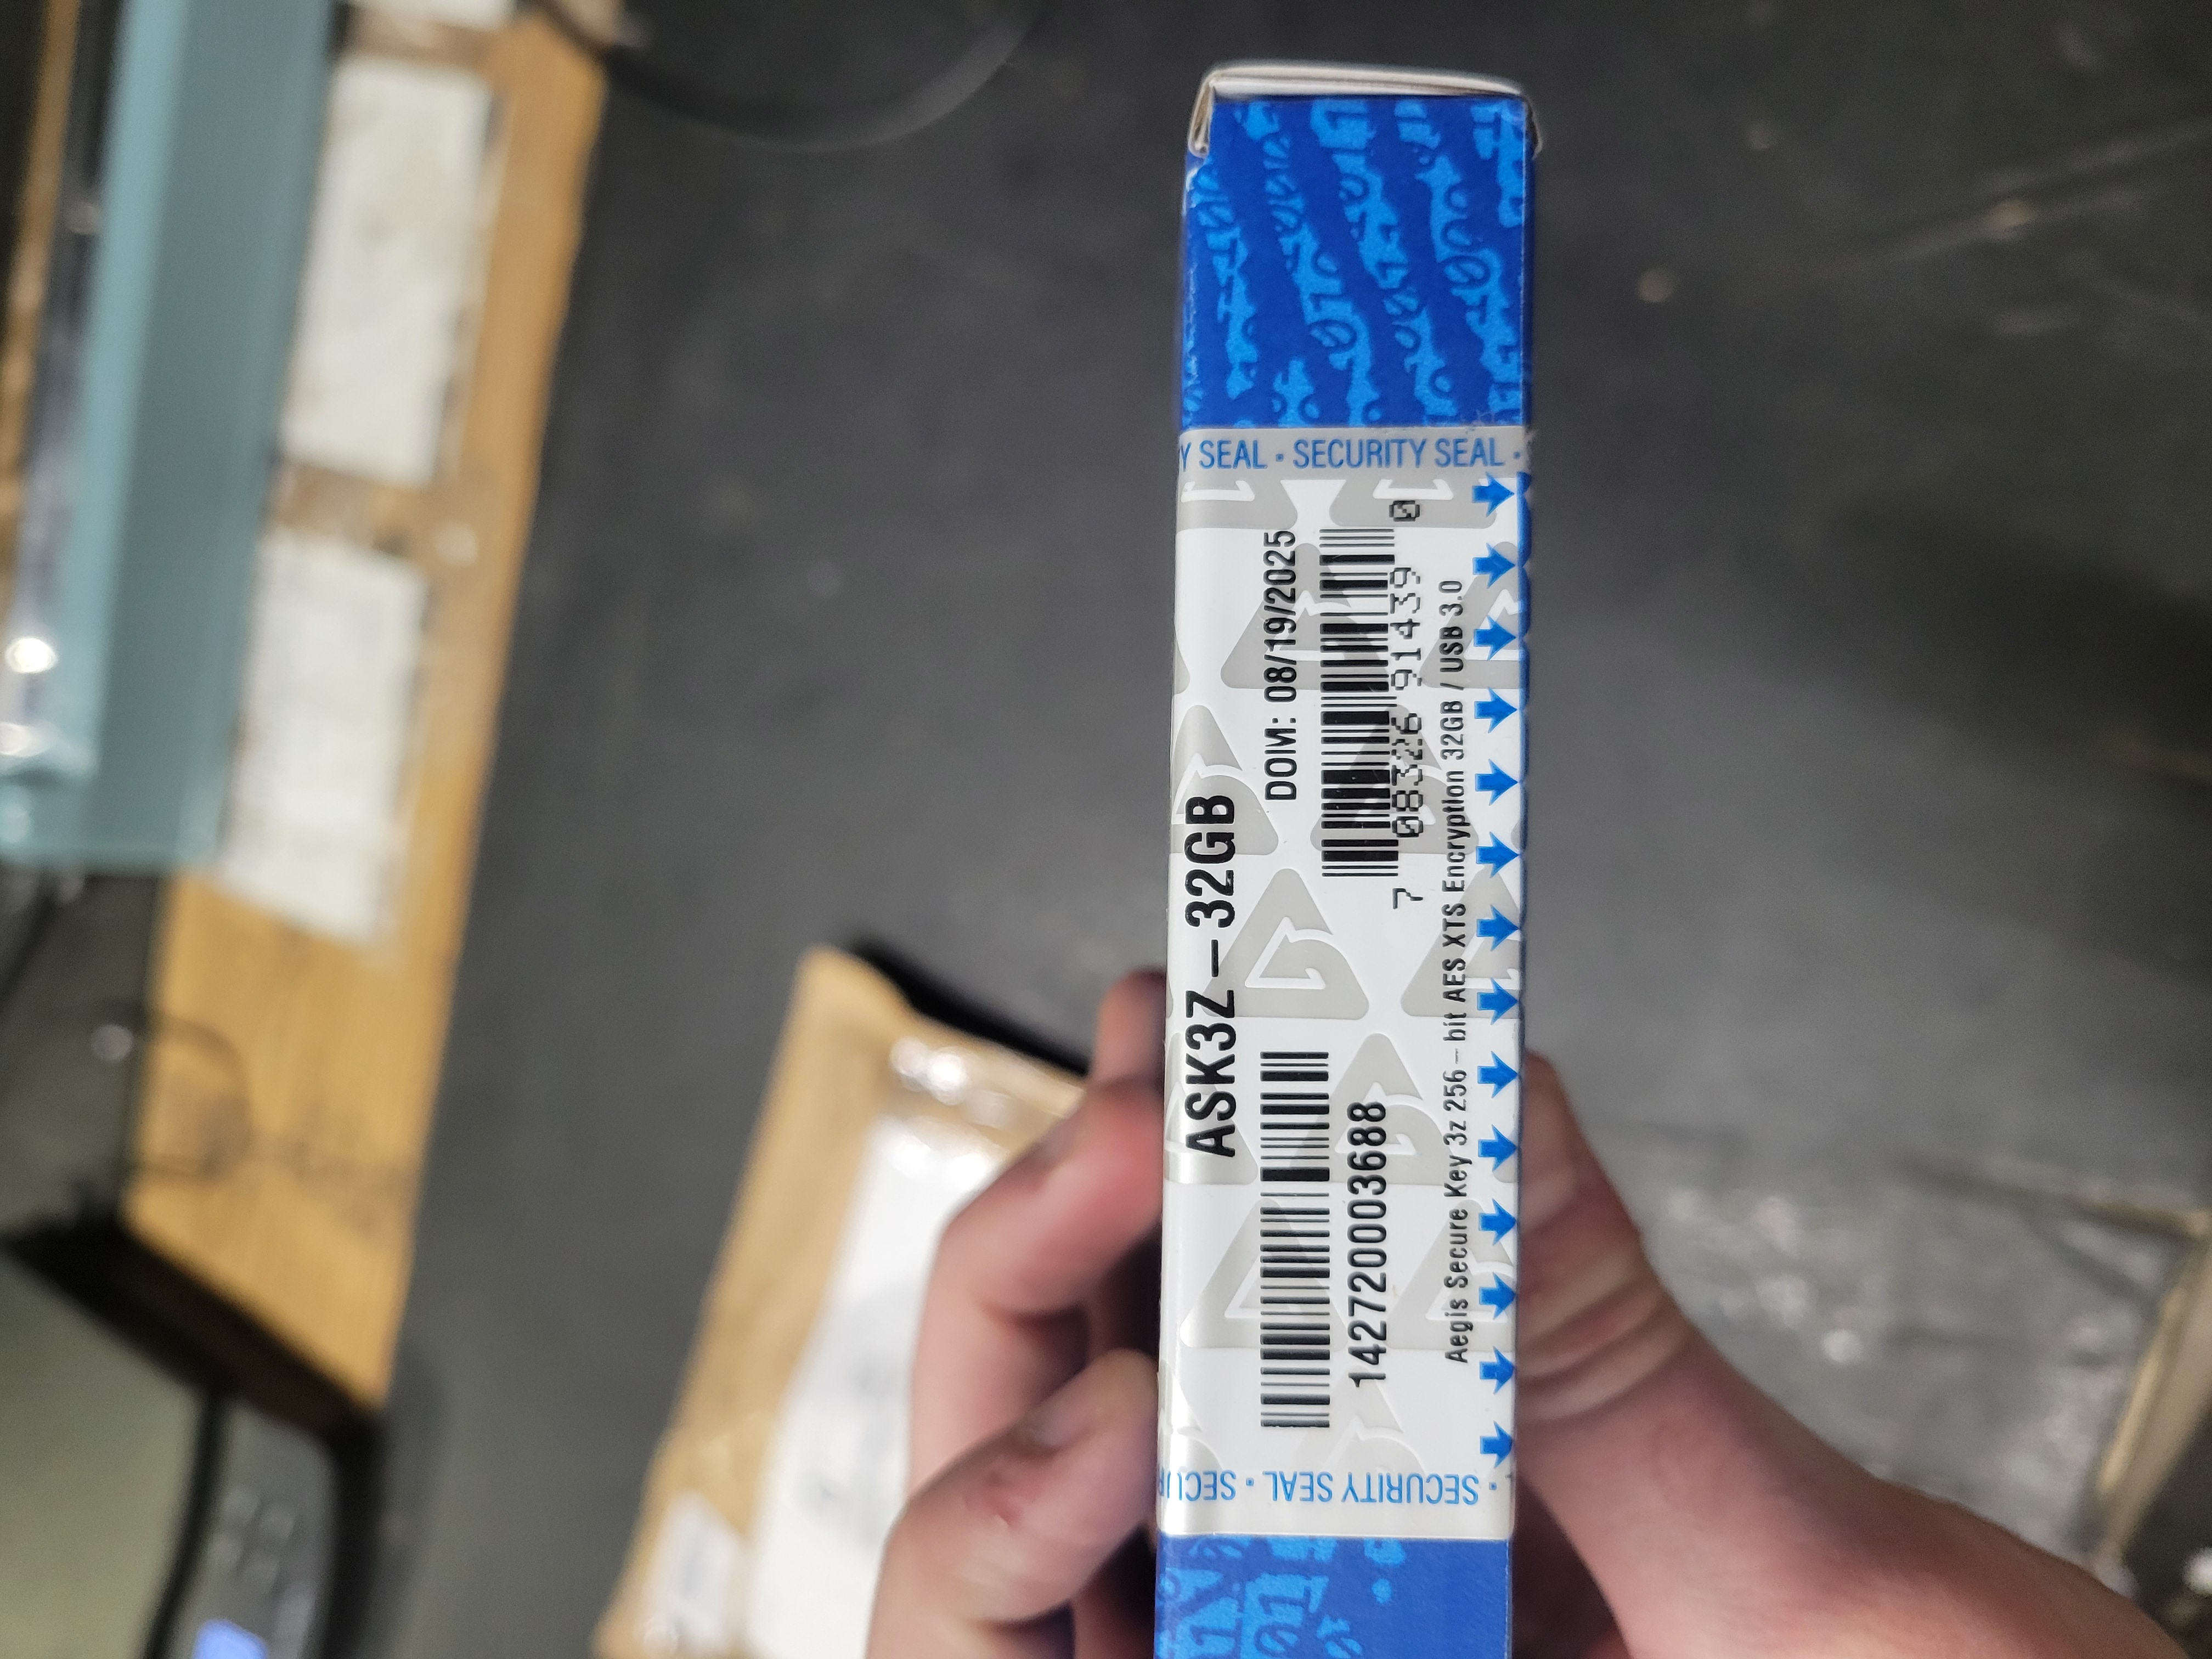 Y SEAL · SECURITY SEAL ·
ASK3Z-32GB
DOM: 08/19/2025
142720003688
7 08326 91439 0
Aegis Secure Key 3z 256-bit AES XTS Encryption 32GB / USB 3.0
· SECURITY SEAL · SECUR